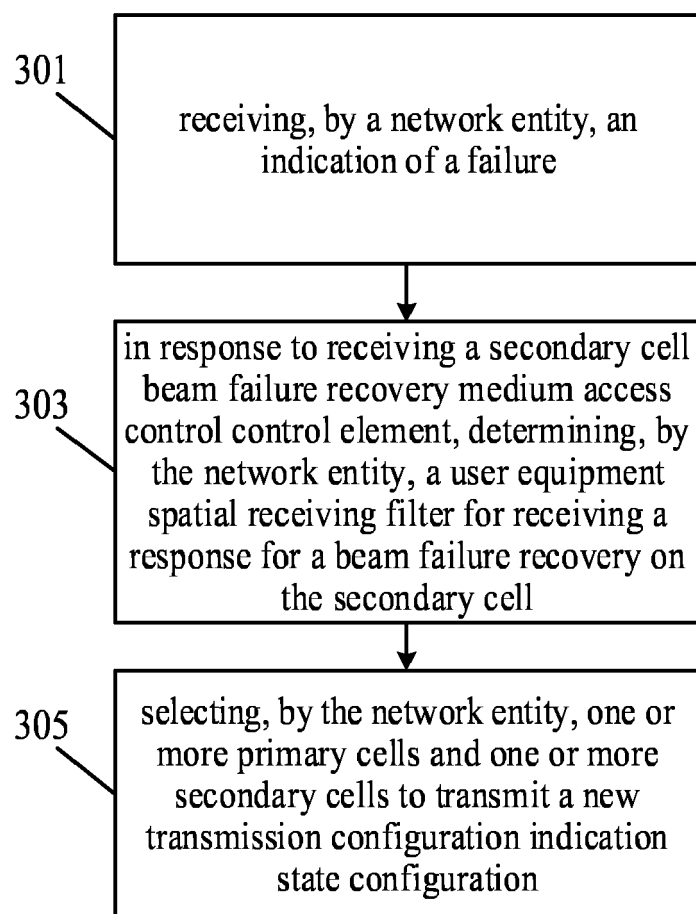 301
receiving, by a network entity, an
indication of a failure
303
in response to receiving a secondary cell
beam failure recovery medium access
control control element, determining, by
the network entity, a user equipment
spatial receiving filter for receiving a
response for a beam failure recovery on
the secondary cell
305
selecting, by the network entity, one or
more primary cells and one or more
secondary cells to transmit a new
transmission configuration indication
state configuration